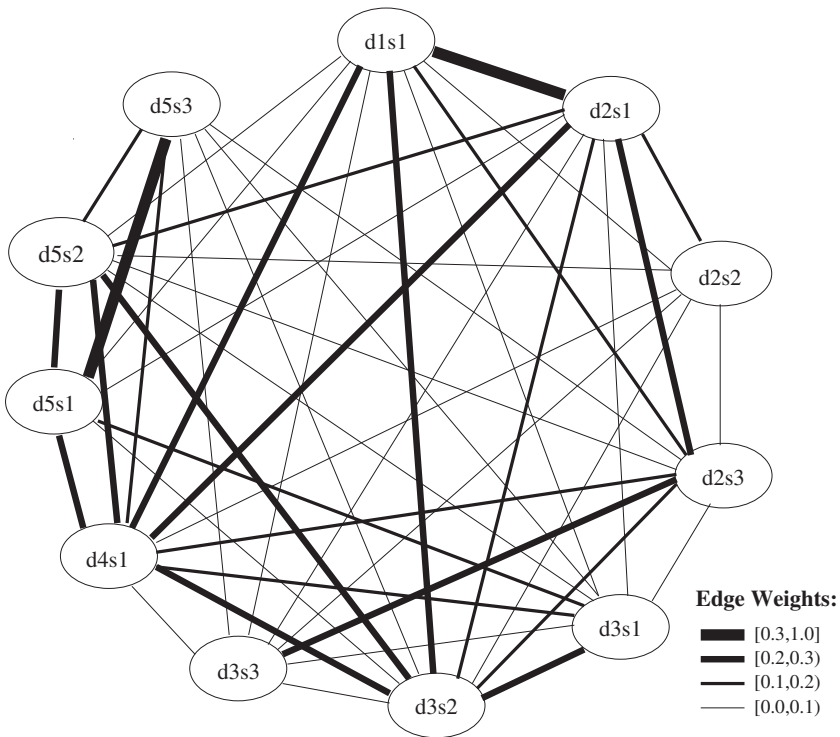 d1s1
d5s3
d2s1
d5s2
d2s2
d5s1
d2s3
d4s1
d3s1
d3s3
d3s2
Edge Weights:
[0.3,1.0]
[0.2,0.3)
[0.1,0.2)
[0.0,0.1)